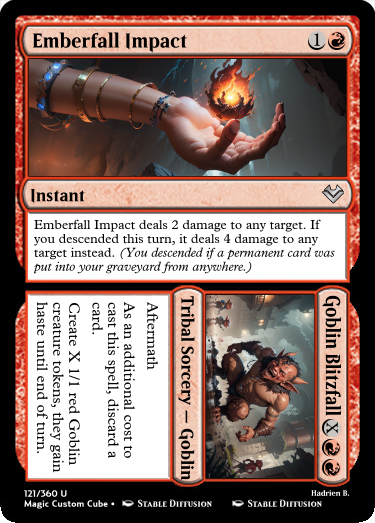 Emberfall Impact 1
Instant
Emberfall Impact deals 2 damage to any target. If
you descended this turn, it deals 4 damage to any
target instead. (You descended if a permanent card was
put into your graveyard from anywhere.)
Goblin Blitzfall X
Tribal Sorcery — Goblin
Aftermath
As an additional cost to
cast this spell, discard a
card.
Create X 1/1 red Goblin
creature tokens, they gain
haste until end of turn.
121/360 U
Hadrien B.
Magic Custom Cube • Stable Diffusion Stable Diffusion